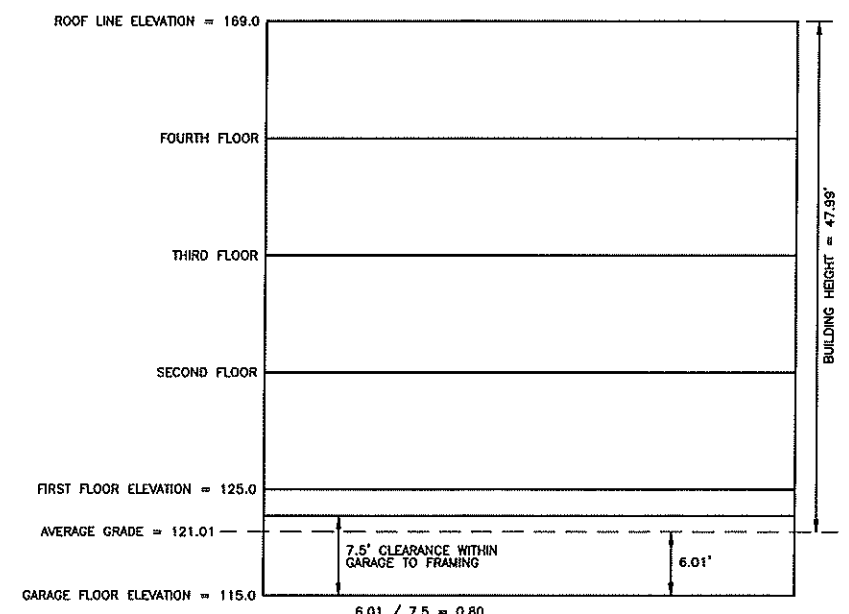 ROOF LINE ELEVATION = 169.0
FOURTH FLOOR
THIRD FLOOR
BUILDING HEIGHT = 47.99'
SECOND FLOOR
FIRST FLOOR ELEVATION = 125.0
AVERAGE GRADE = 121.01
7.5' CLEARANCE WITHIN
GARAGE TO FRAMING
6.01'
GARAGE FLOOR ELEVATION = 115.0
6.01 / 7.5 = 0.80